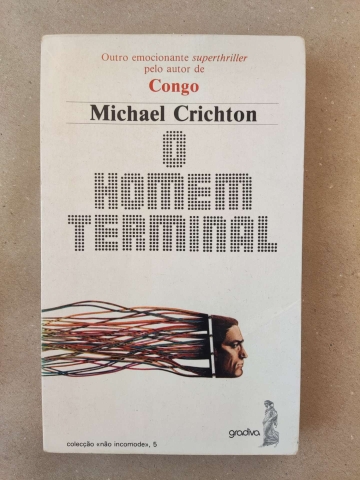 Outro emocionante superthriller
pelo autor de
Congo
Michael Crichton
O
HOMEM
TERMINAL
gradiva
colecção «não incomode», 5